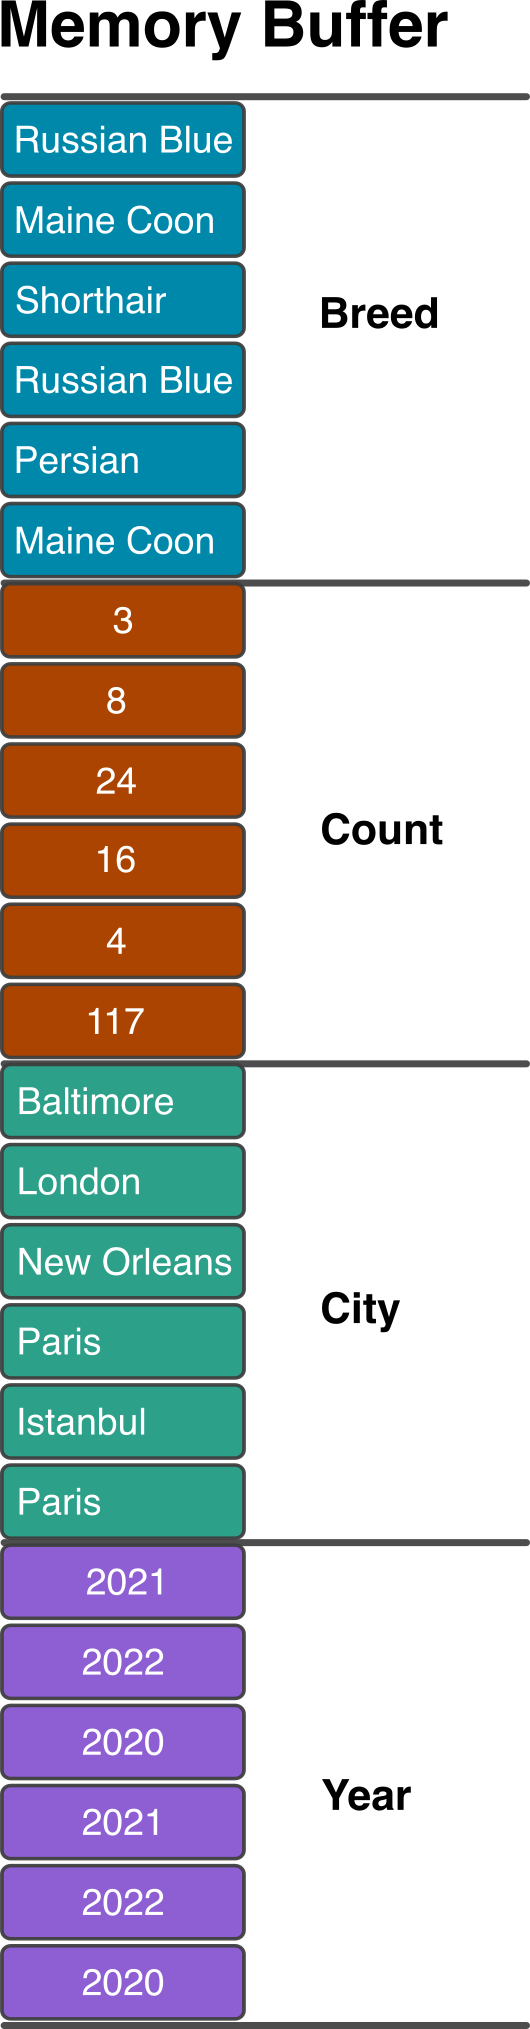 Memory Buffer
Russian Blue
Maine Coon
Shorthair
Russian Blue
Persian
Maine Coon
Breed
3
8
24
16
4
117
Count
Baltimore
London
New Orleans
Paris
Istanbul
Paris
City
2021
2022
2020
2021
2022
2020
Year